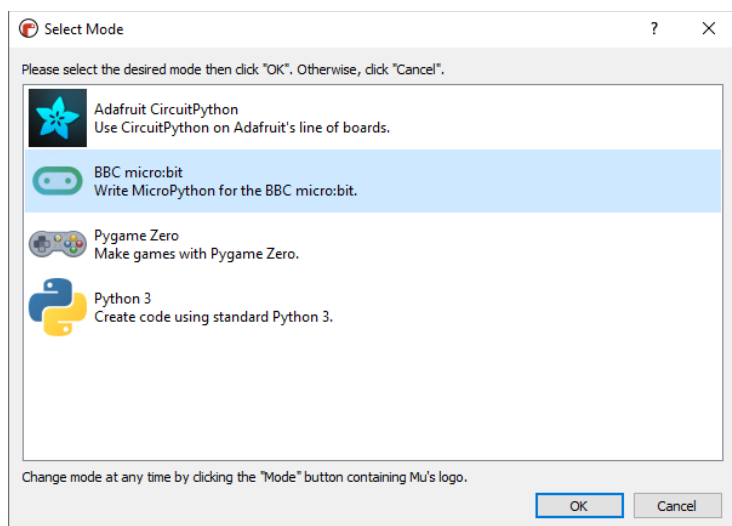 Select Mode
Please select the desired mode then click "OK". Otherwise, click "Cancel".
Adafruit CircuitPython
Use CircuitPython on Adafruit's line of boards.
BBC micro:bit
Write MicroPython for the BBC micro:bit.
Pygame Zero
Make games with Pygame Zero.
Python 3
Create code using standard Python 3.
Change mode at any time by clicking the "Mode" button containing Mu's logo.
OK Cancel